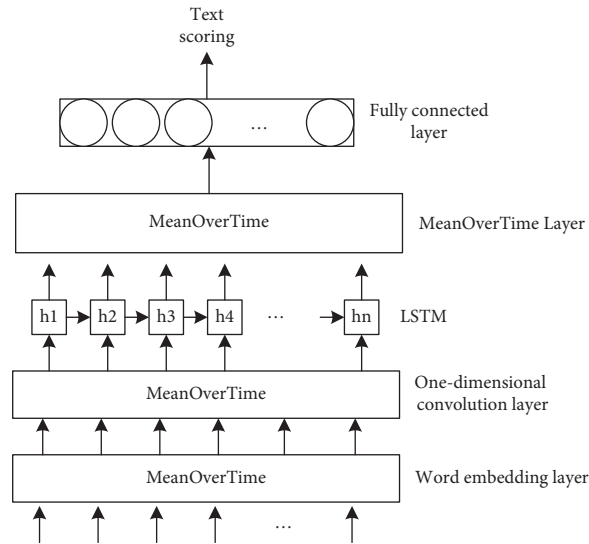 Text
scoring
...
Fully connected
layer
MeanOverTime
MeanOverTime Layer
h1
h2
h3
h4
...
hn
LSTM
MeanOverTime
One-dimensional
convolution layer
MeanOverTime
Word embedding layer
...